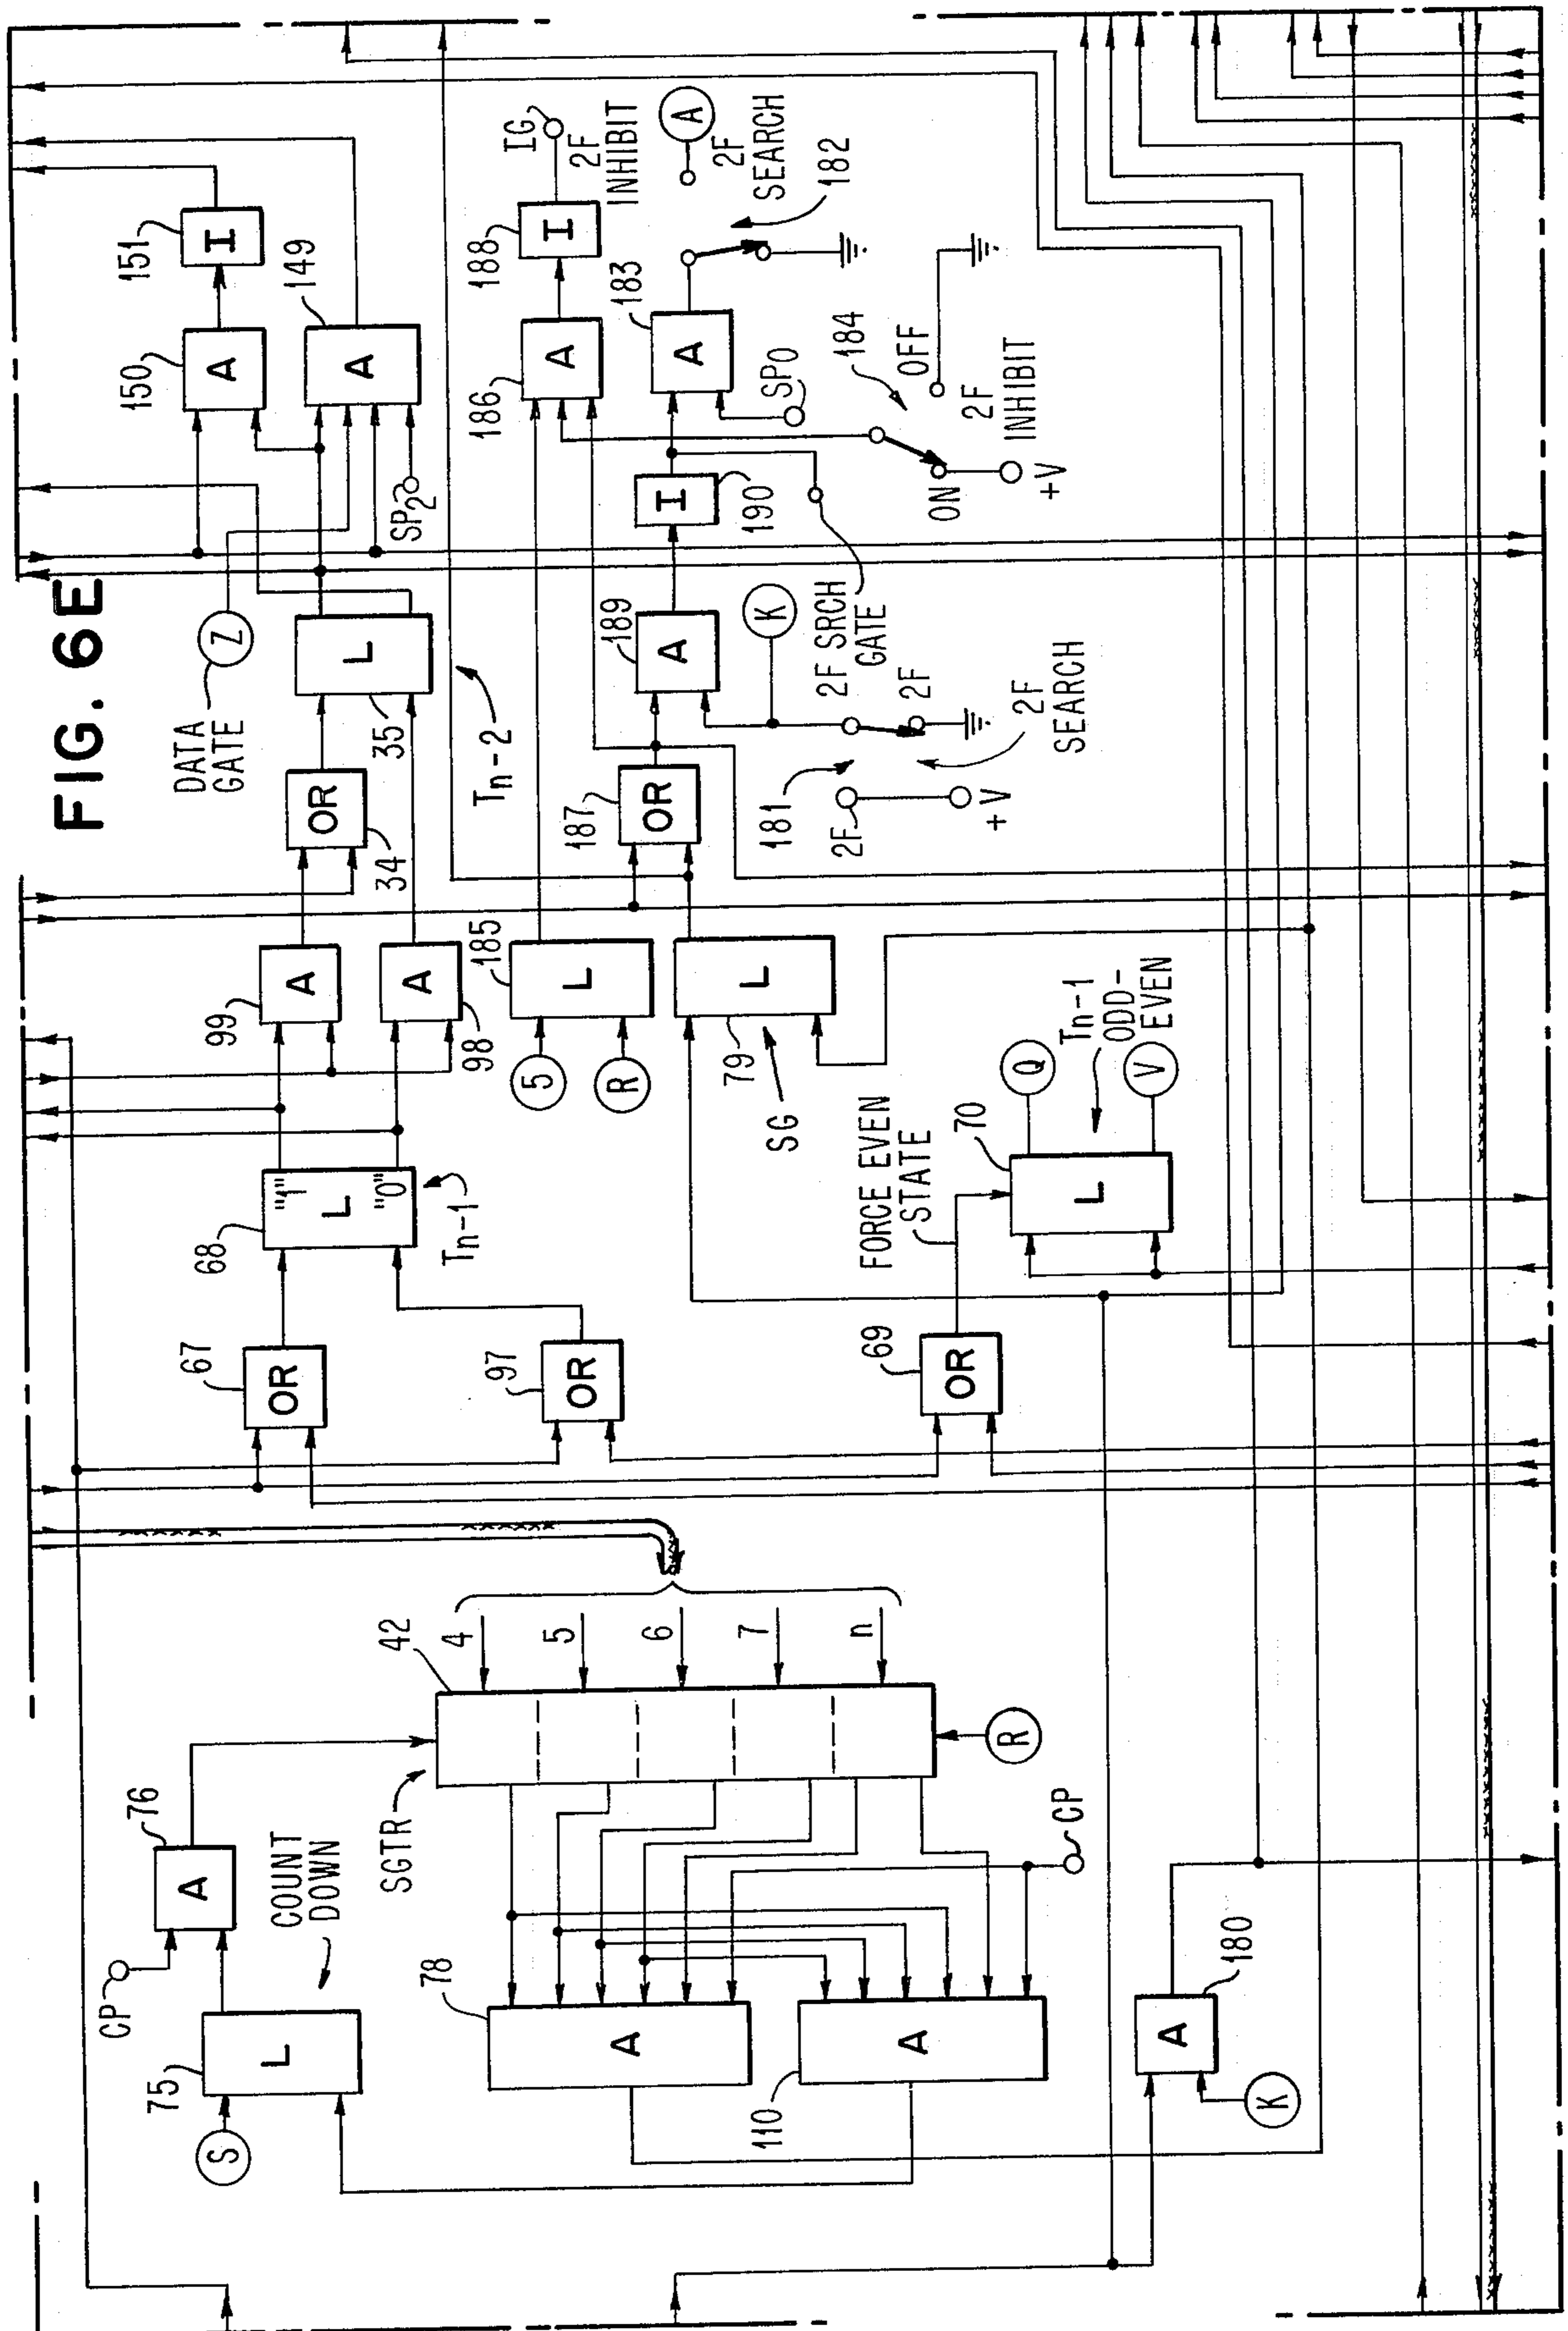 FIG. 6E
CP
76
A
75
L
S
COUNT
DOWN
SGTR
42
4
5
6
7
n
R
78
A
110
A
CP
180
A
K
67
OR
97
OR
69
OR
68
"1"
L
"0"
Tn-1
99
A
98
A
5
R
185
L
79
L
SG
FORCE EVEN
STATE
70
L
Q
V
Tn-1
ODD-
EVEN
34
OR
35
L
DATA
GATE
Z
Tn-2
187
OR
189
A
K
181
2F
+V
2F SRCH
GATE
2F
2F
SEARCH
190
I
150
A
151
I
149
A
SP2
186
A
188
I
IG
2F
INHIBIT
183
A
SP0
A
2F
SEARCH
182
184
ON
+V
OFF
2F
INHIBIT